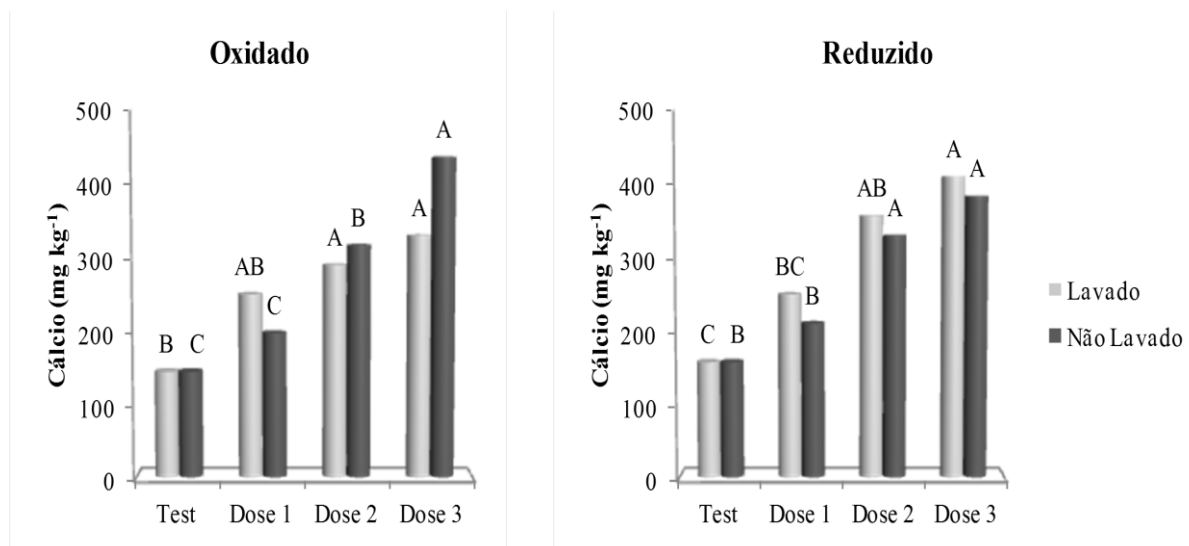 Oxidado
Cálcio (mg kg⁻¹)
500
400
300
200
100
0
B
C
AB
C
A
B
A
A
Test
Dose 1
Dose 2
Dose 3
Reduzido
Cálcio (mg kg⁻¹)
500
400
300
200
100
0
C
B
BC
B
AB
A
A
A
Test
Dose 1
Dose 2
Dose 3
Lavado
Não Lavado